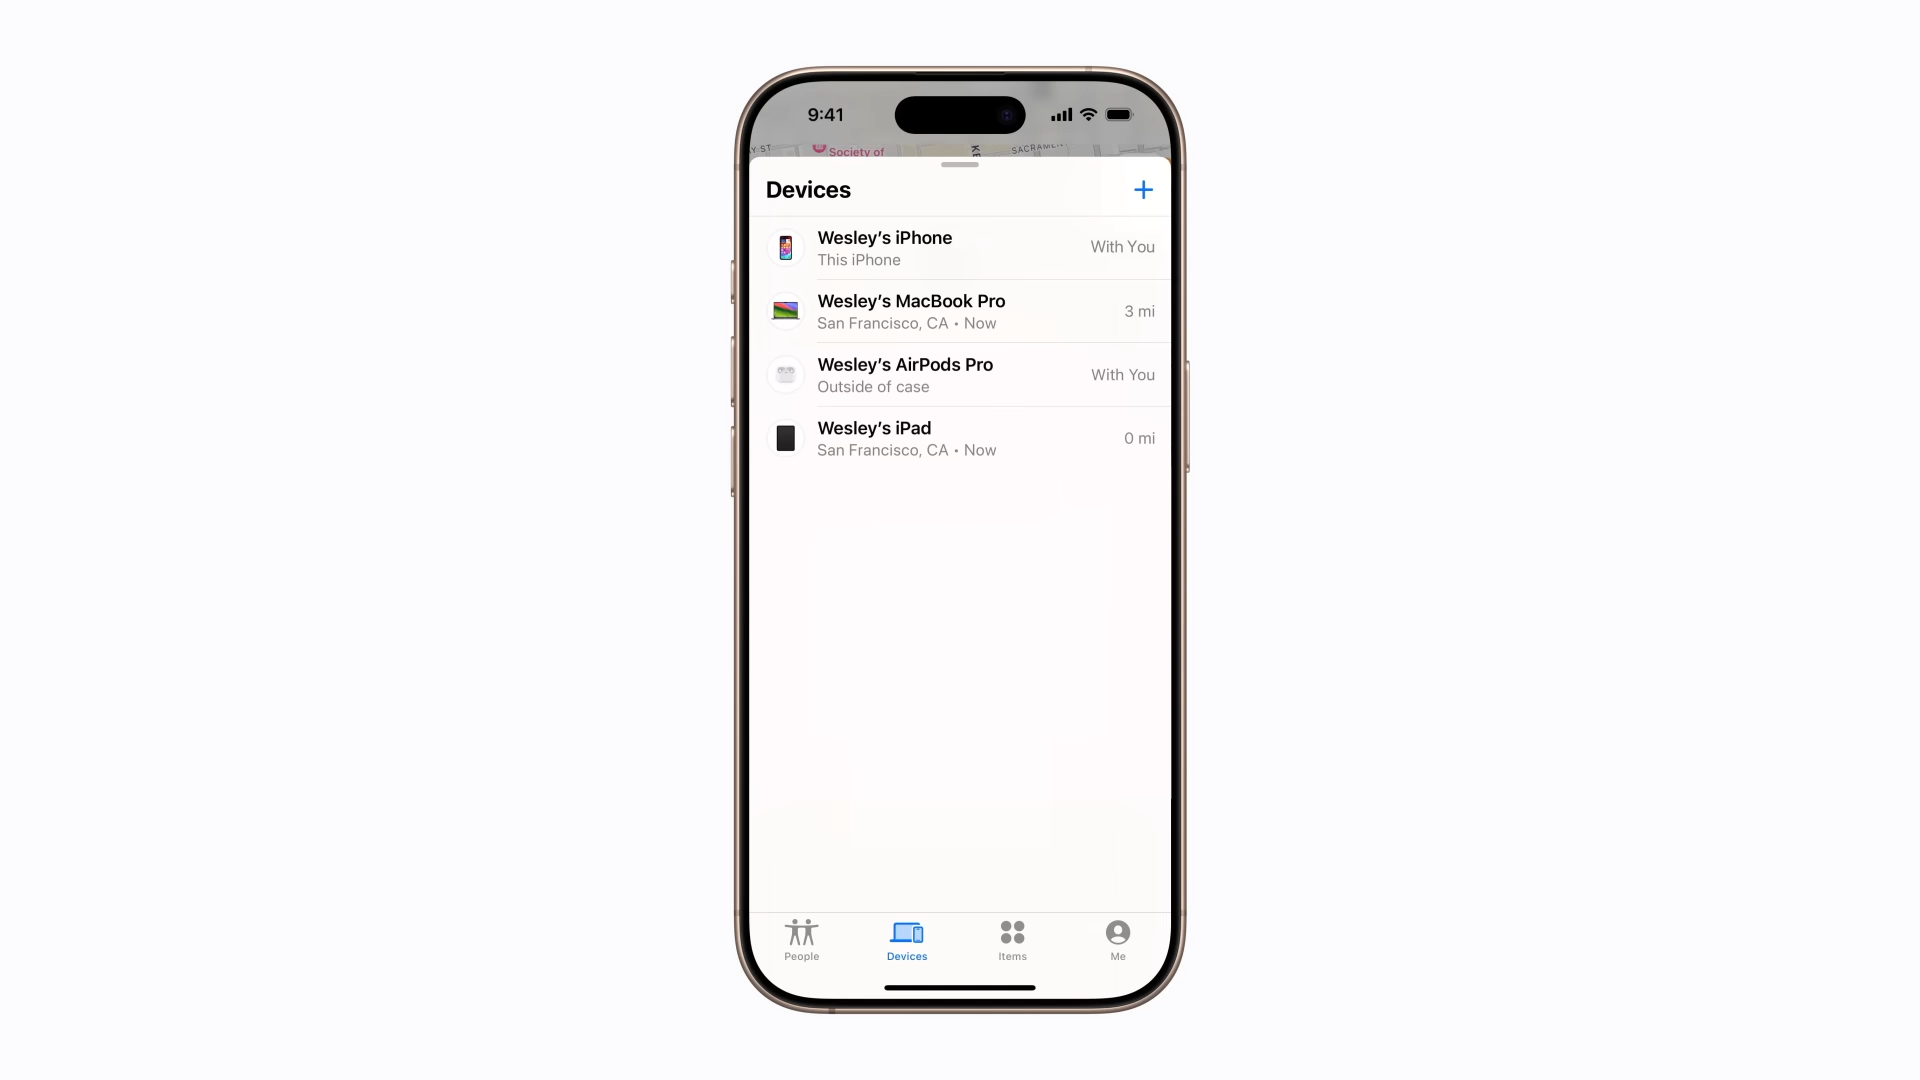 9:41
Y ST
Society of
KE
SACRAMEN
Devices
Wesley’s iPhone
This iPhone
With You
Wesley’s MacBook Pro
San Francisco, CA • Now
3 mi
Wesley’s AirPods Pro
Outside of case
With You
Wesley’s iPad
San Francisco, CA • Now
0 mi
People
Devices
Items
Me